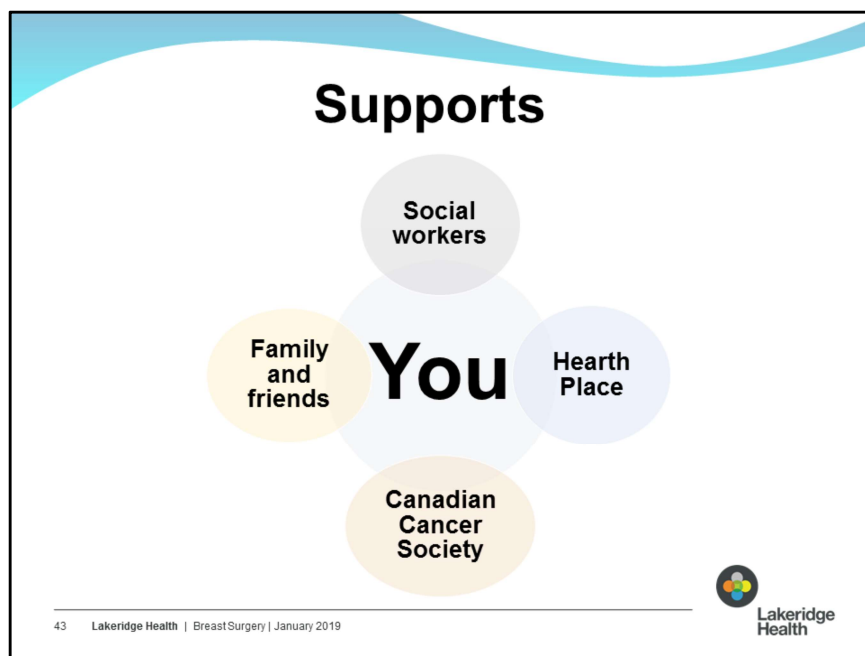 Supports
Social
workers
Family
and
friends
You
Hearth
Place
Canadian
Cancer
Society
43 Lakeridge Health | Breast Surgery | January 2019
Lakeridge
Health